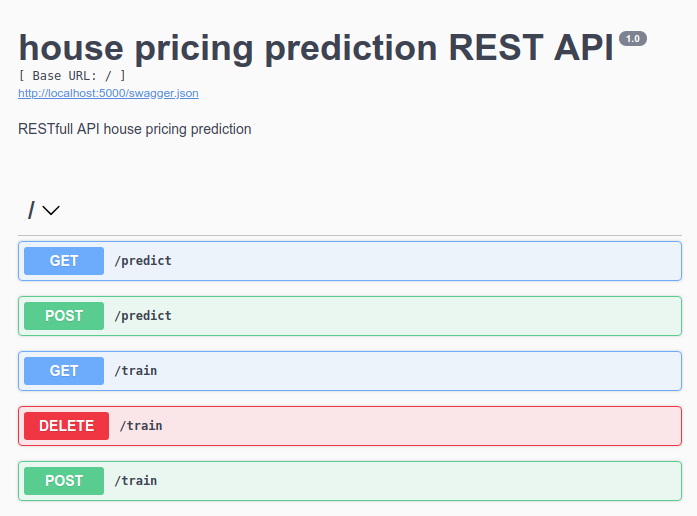 house pricing prediction REST API 1.0
[ Base URL: / ]
http://localhost:5000/swagger.json
RESTfull API house pricing prediction
/
GET /predict
POST /predict
GET /train
DELETE /train
POST /train